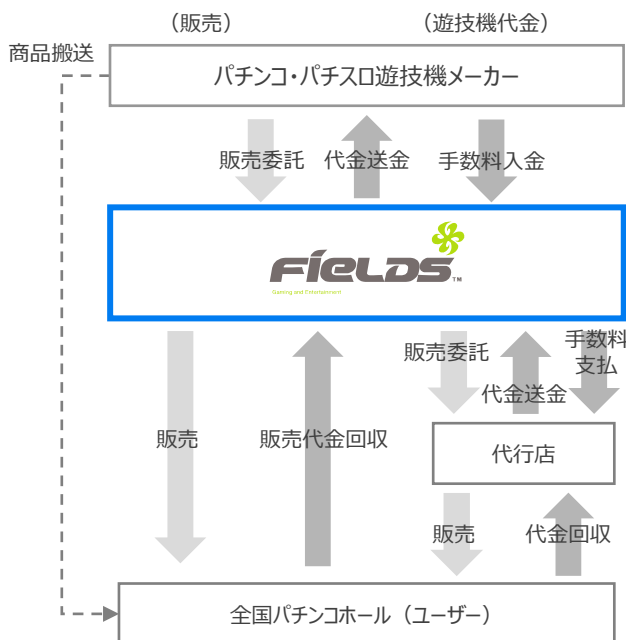 （販売）
（遊技機代金）
商品搬送
パチンコ・パチスロ遊技機メーカー
販売委託
代金送金
手数料入金
FIELDS™
Gaming and Entertainment
販売委託
手数料
支払
代金送金
販売
販売代金回収
代行店
販売
代金回収
全国パチンコホール（ユーザー）